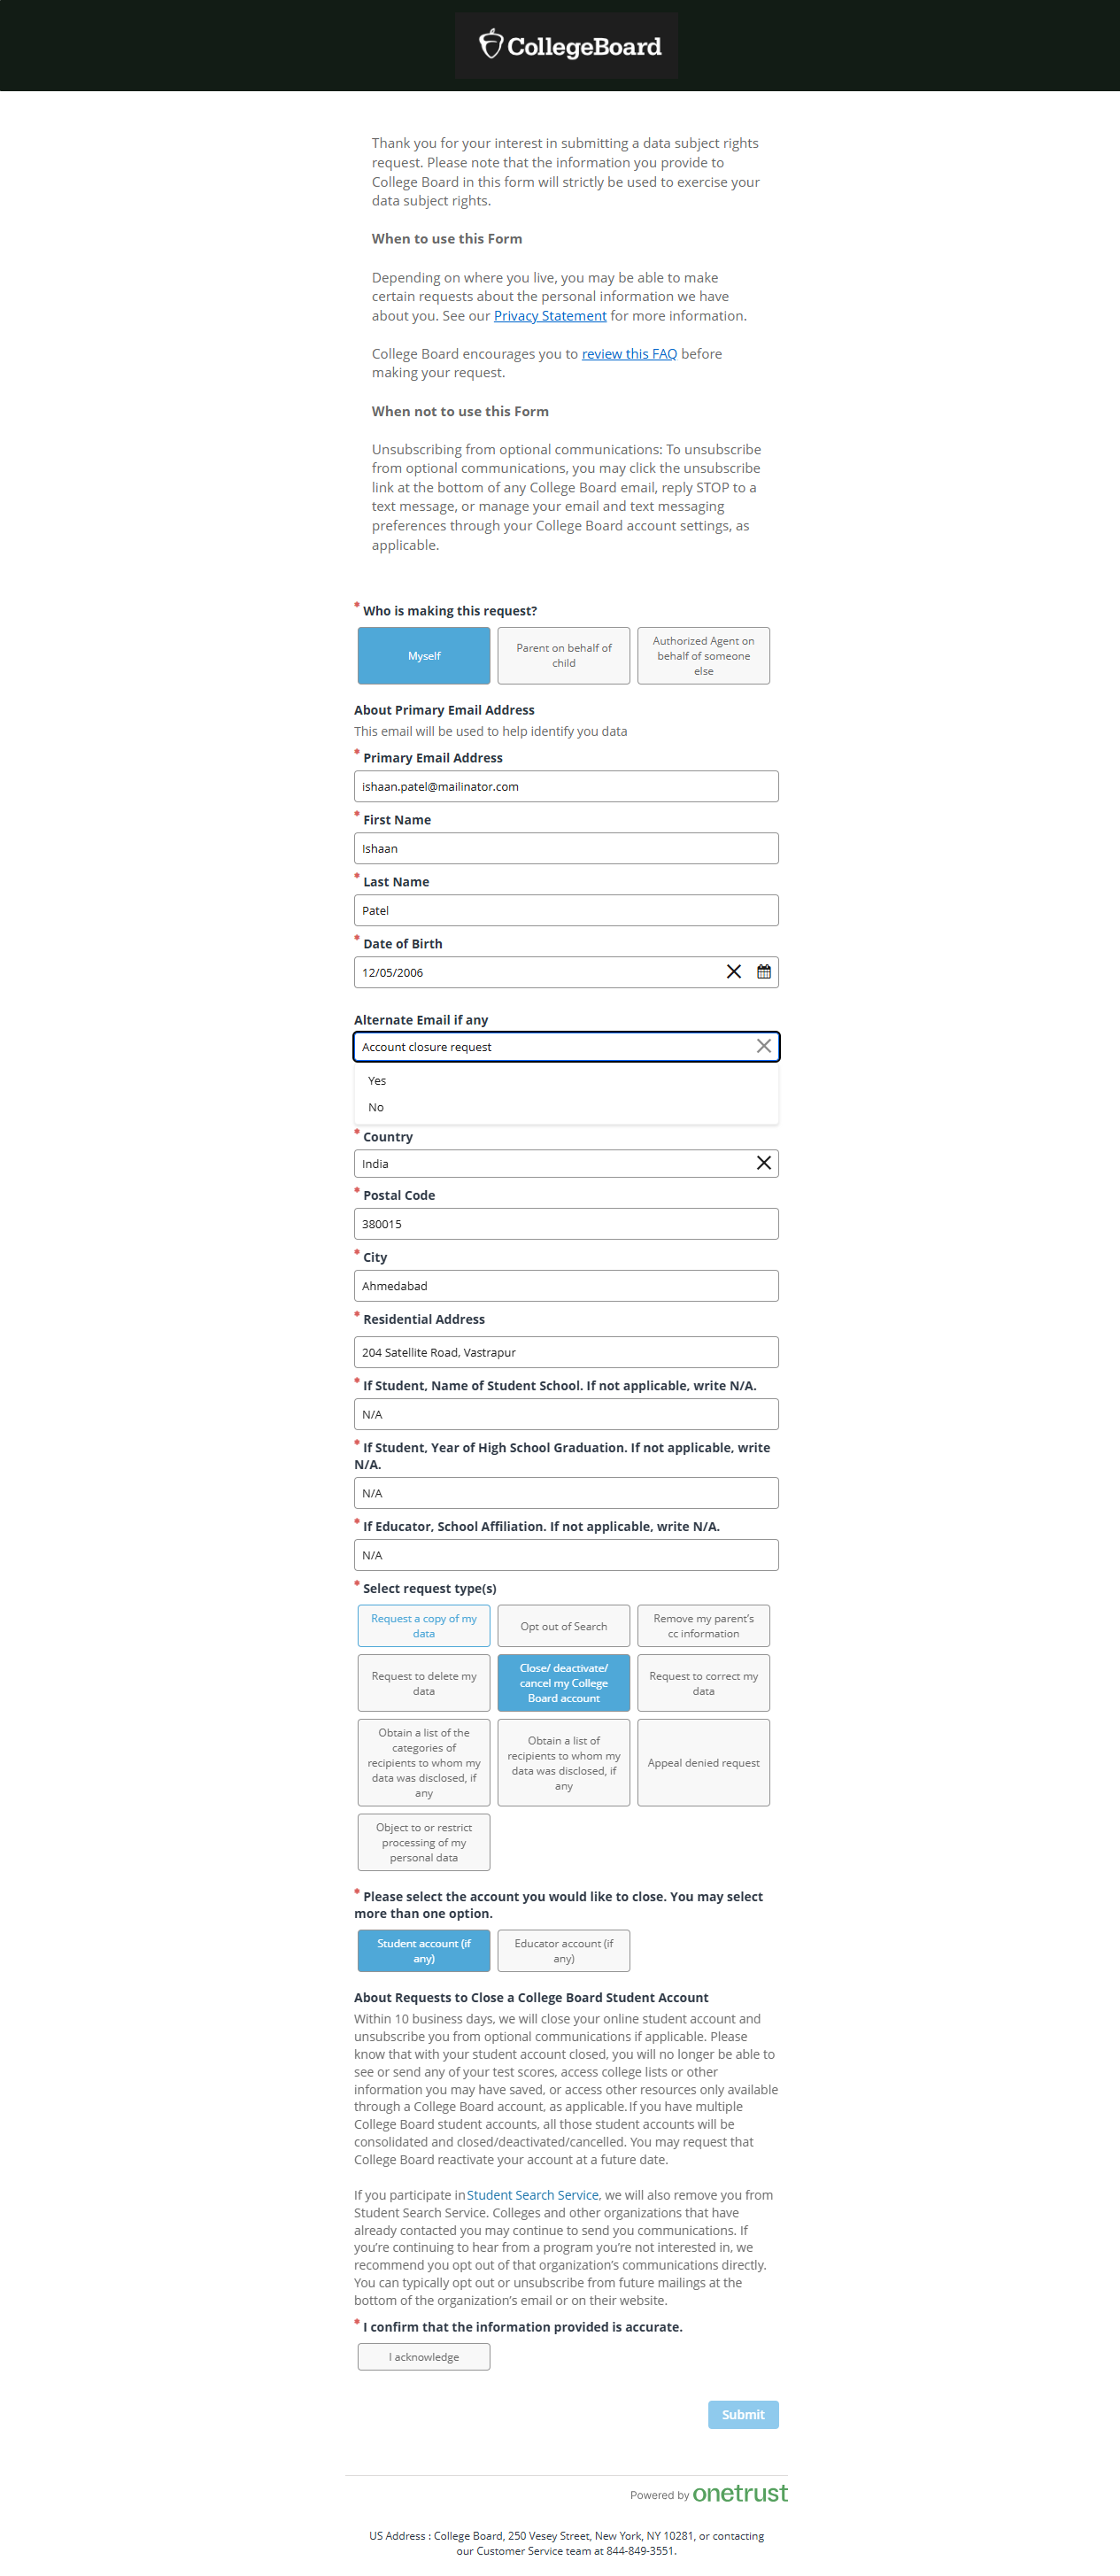 CollegeBoard
Thank you for your interest in submitting a data subject rights
request. Please note that the information you provide to
College Board in this form will strictly be used to exercise your
data subject rights.
When to use this Form
Depending on where you live, you may be able to make
certain requests about the personal information we have
about you. See our Privacy Statement for more information.
College Board encourages you to review this FAQ before
making your request.
When not to use this Form
Unsubscribing from optional communications: To unsubscribe
from optional communications, you may click the unsubscribe
link at the bottom of any College Board email, reply STOP to a
text message, or manage your email and text messaging
preferences through your College Board account settings, as
applicable.
* Who is making this request?
Myself
Parent on behalf of
child
Authorized Agent on
behalf of someone
else
About Primary Email Address
This email will be used to help identify you data
* Primary Email Address
ishaan.patel@mailinator.com
* First Name
Ishaan
* Last Name
Patel
* Date of Birth
12/05/2006
Alternate Email if any
Account closure request
Yes
No
* Country
India
* Postal Code
380015
* City
Ahmedabad
* Residential Address
204 Satellite Road, Vastrapur
* If Student, Name of Student School. If not applicable, write N/A.
N/A
* If Student, Year of High School Graduation. If not applicable, write
N/A.
N/A
* If Educator, School Affiliation. If not applicable, write N/A.
N/A
* Select request type(s)
Request a copy of my
data
Opt out of Search
Remove my parent's
cc information
Request to delete my
data
Close/ deactivate/
cancel my College
Board account
Request to correct my
data
Obtain a list of the
categories of
recipients to whom my
data was disclosed, if
any
Obtain a list of
recipients to whom my
data was disclosed, if
any
Appeal denied request
Object to or restrict
processing of my
personal data
* Please select the account you would like to close. You may select
more than one option.
Student account (if
any)
Educator account (if
any)
About Requests to Close a College Board Student Account
Within 10 business days, we will close your online student account and
unsubscribe you from optional communications if applicable. Please
know that with your student account closed, you will no longer be able to
see or send any of your test scores, access college lists or other
information you may have saved, or access other resources only available
through a College Board account, as applicable. If you have multiple
College Board student accounts, all those student accounts will be
consolidated and closed/deactivated/cancelled. You may request that
College Board reactivate your account at a future date.
If you participate in Student Search Service, we will also remove you from
Student Search Service. Colleges and other organizations that have
already contacted you may continue to send you communications. If
you're continuing to hear from a program you're not interested in, we
recommend you opt out of that organization's communications directly.
You can typically opt out or unsubscribe from future mailings at the
bottom of the organization's email or on their website.
* I confirm that the information provided is accurate.
I acknowledge
Submit
Powered by onetrust
US Address : College Board, 250 Vesey Street, New York, NY 10281, or contacting
our Customer Service team at 844-849-3551.